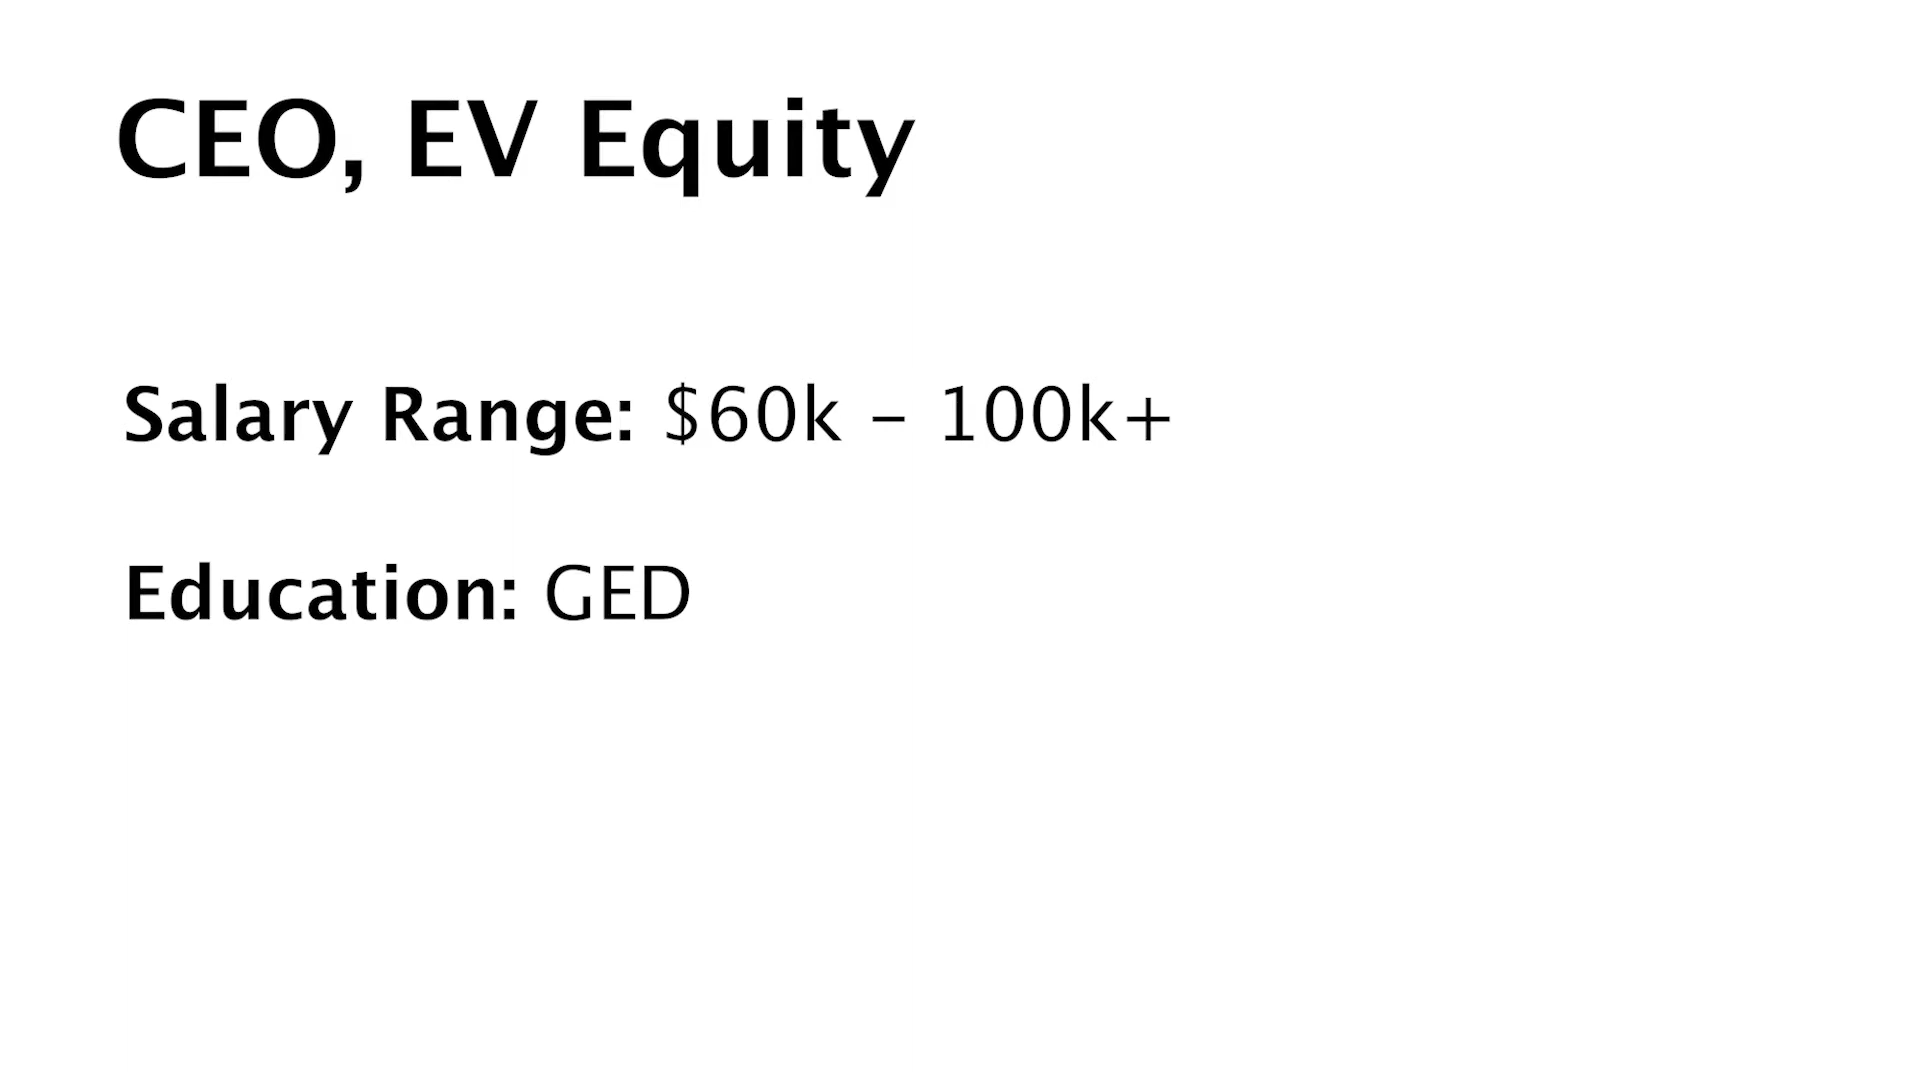 CEO, EV Equity
Salary Range: $60k – 100k+
Education: GED